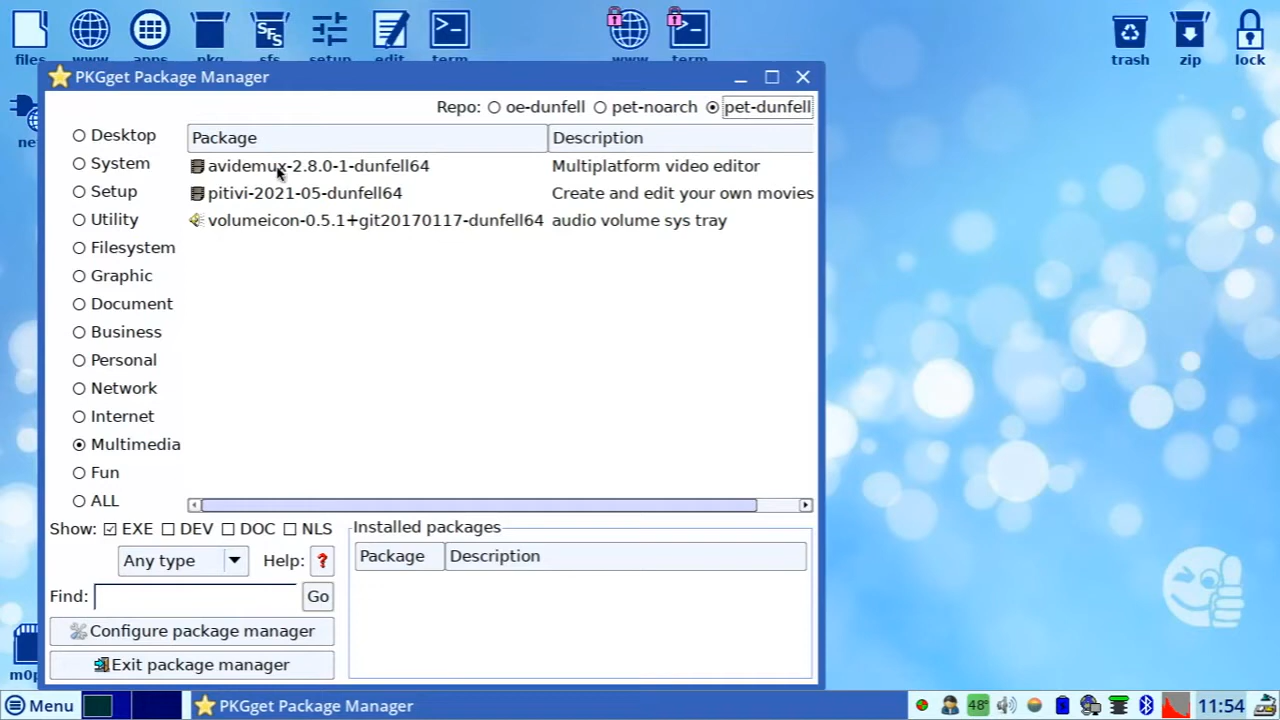 files
www
apps
pkg
SFS
sfs
setup
edit
term
www
term
trash
zip
lock
PKGget Package Manager
Repo: oe-dunfell pet-noarch pet-dunfell
Desktop
System
Setup
Utility
Filesystem
Graphic
Document
Business
Personal
Network
Internet
Multimedia
Fun
ALL
Package Description
avidemux-2.8.0-1-dunfell64 Multiplatform video editor
pitivi-2021-05-dunfell64 Create and edit your own movies
volumeicon-0.5.1+git20170117-dunfell64 audio volume sys tray
Show: EXE DEV DOC NLS
Any type Help: ?
Find: Go
Configure package manager
Exit package manager
Installed packages
Package Description
Menu
PKGget Package Manager
48°
11:54